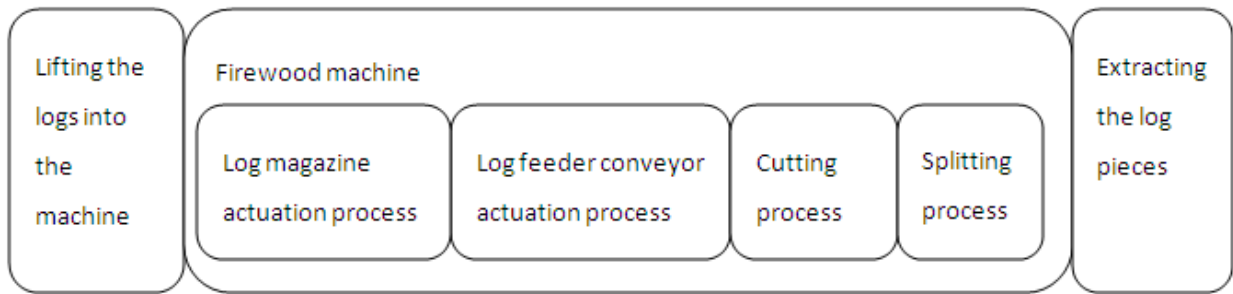 Lifting the
logs into
the
machine
Firewood machine
Log magazine
actuation process
Log feeder conveyor
actuation process
Cutting
process
Splitting
process
Extracting
the log
pieces